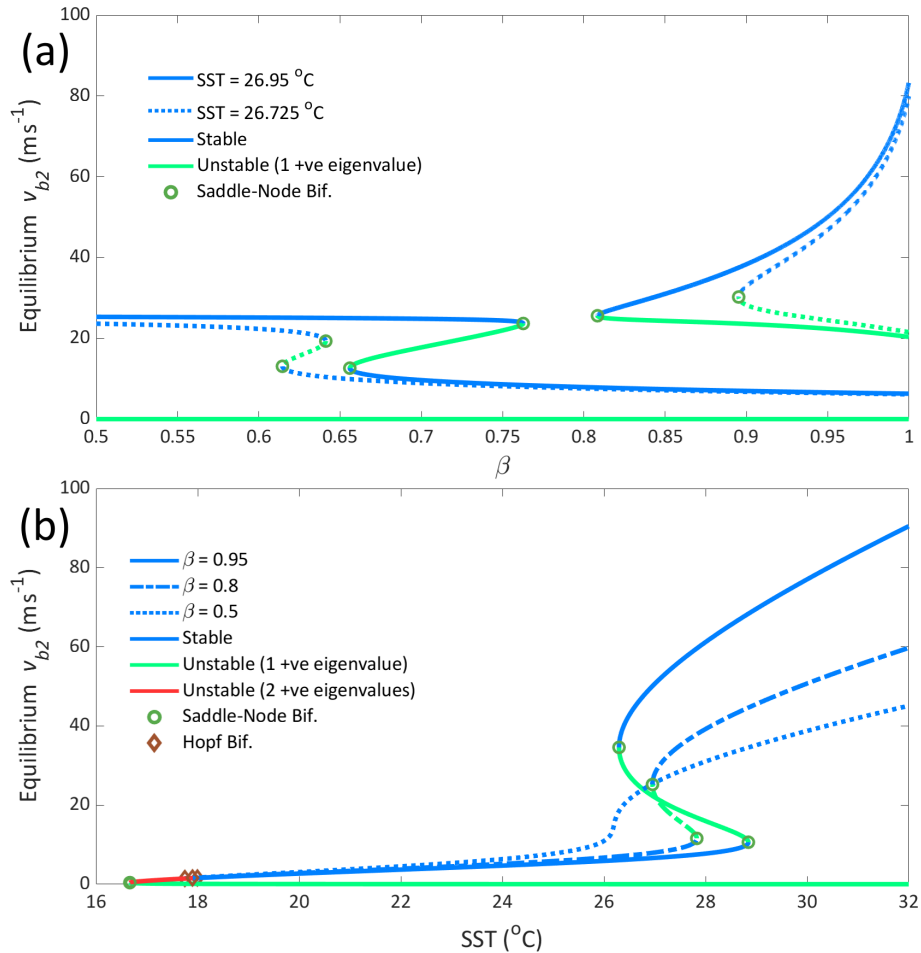 (a)
100
80
60
40
20
0
Equilibrium v_b2 (ms⁻¹)
SST = 26.95 °C
SST = 26.725 °C
Stable
Unstable (1 +ve eigenvalue)
Saddle-Node Bif.
0.5 0.55 0.6 0.65 0.7 0.75 0.8 0.85 0.9 0.95 1
β
(b)
100
80
60
40
20
0
Equilibrium v_b2 (ms⁻¹)
β = 0.95
β = 0.8
β = 0.5
Stable
Unstable (1 +ve eigenvalue)
Unstable (2 +ve eigenvalues)
Saddle-Node Bif.
Hopf Bif.
16 18 20 22 24 26 28 30 32
SST (°C)